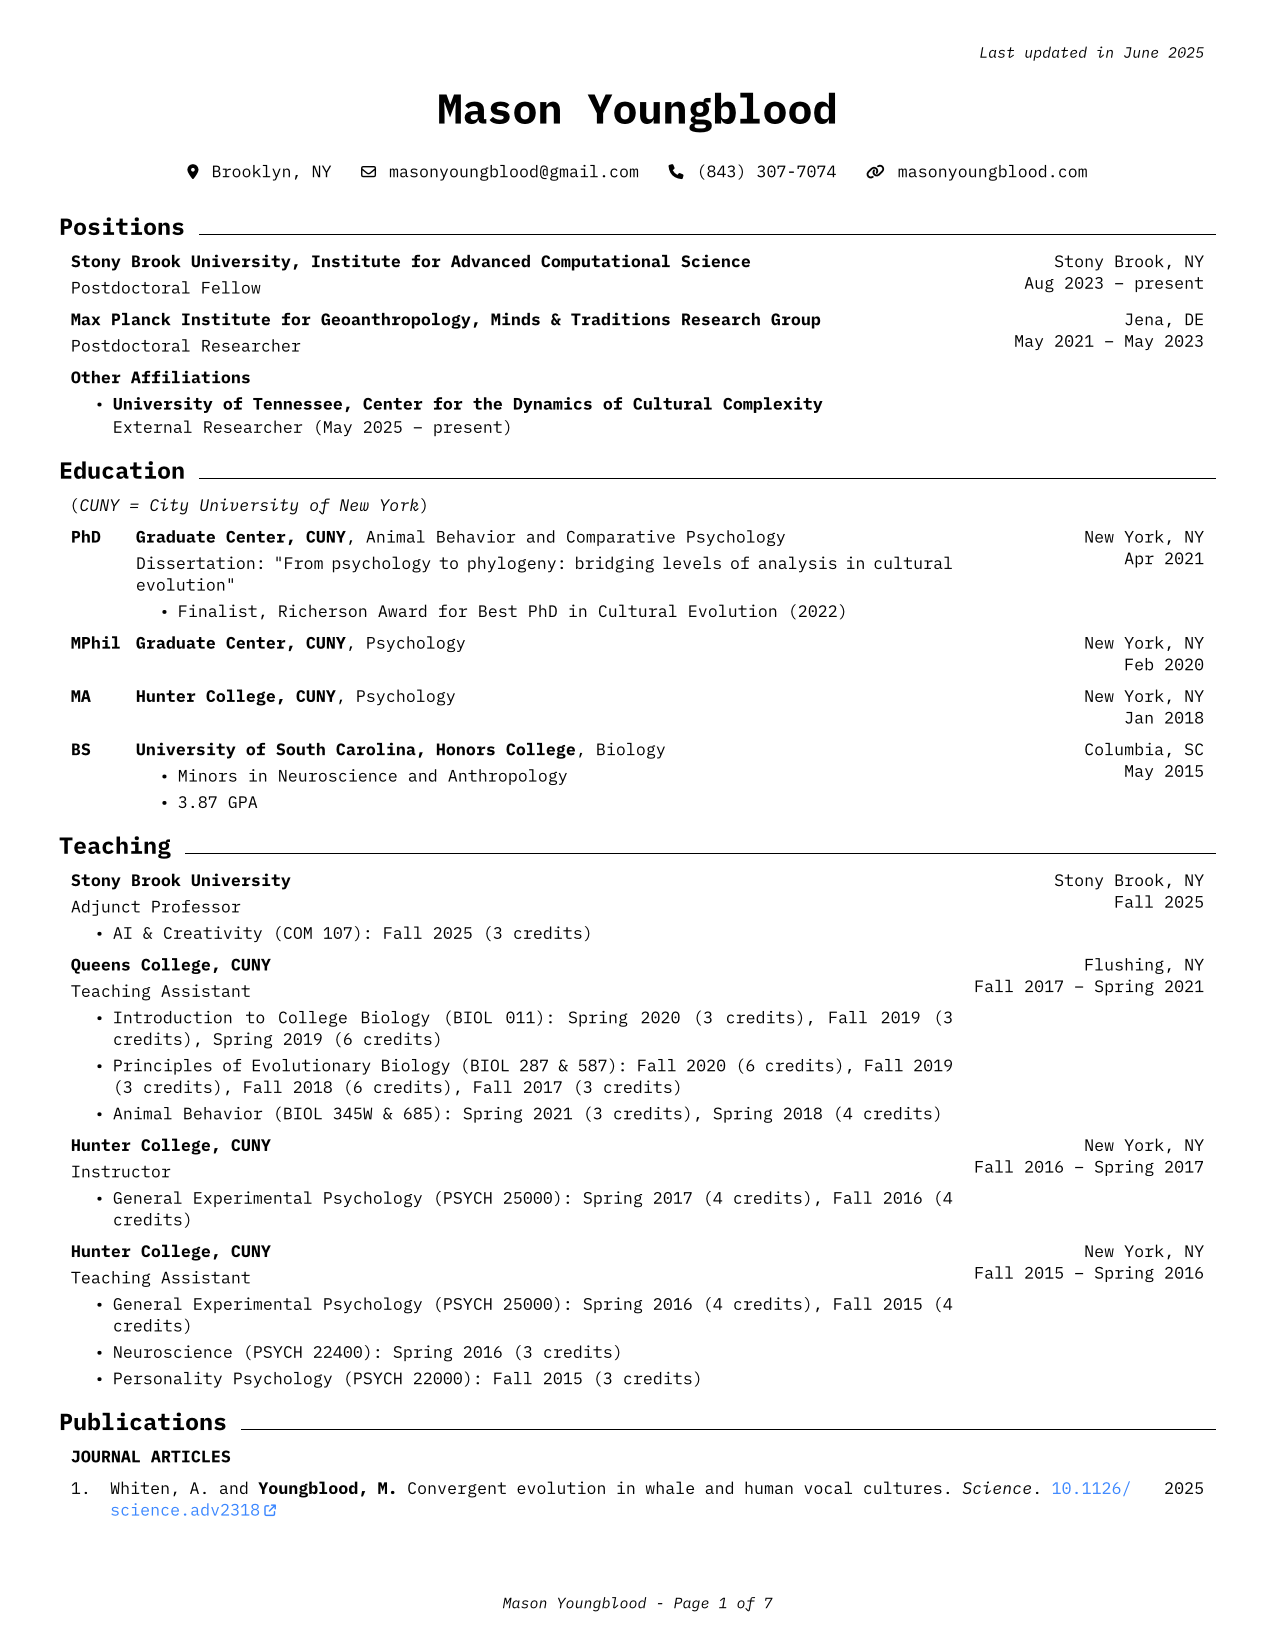 Last updated in June 2025
Mason Youngblood
Brooklyn, NY masonyoungblood@gmail.com (843) 307-7074 masonyoungblood.com
Positions
Stony Brook University, Institute for Advanced Computational Science Stony Brook, NY
Postdoctoral Fellow Aug 2023 – present
Max Planck Institute for Geoanthropology, Minds & Traditions Research Group Jena, DE
Postdoctoral Researcher May 2021 – May 2023
Other Affiliations
• University of Tennessee, Center for the Dynamics of Cultural Complexity
External Researcher (May 2025 – present)
Education
(CUNY = City University of New York)
PhD Graduate Center, CUNY, Animal Behavior and Comparative Psychology New York, NY
Dissertation: "From psychology to phylogeny: bridging levels of analysis in cultural Apr 2021
evolution"
• Finalist, Richerson Award for Best PhD in Cultural Evolution (2022)
MPhil Graduate Center, CUNY, Psychology New York, NY
Feb 2020
MA Hunter College, CUNY, Psychology New York, NY
Jan 2018
BS University of South Carolina, Honors College, Biology Columbia, SC
• Minors in Neuroscience and Anthropology May 2015
• 3.87 GPA
Teaching
Stony Brook University Stony Brook, NY
Adjunct Professor Fall 2025
• AI & Creativity (COM 107): Fall 2025 (3 credits)
Queens College, CUNY Flushing, NY
Teaching Assistant Fall 2017 – Spring 2021
• Introduction to College Biology (BIOL 011): Spring 2020 (3 credits), Fall 2019 (3
credits), Spring 2019 (6 credits)
• Principles of Evolutionary Biology (BIOL 287 & 587): Fall 2020 (6 credits), Fall 2019
(3 credits), Fall 2018 (6 credits), Fall 2017 (3 credits)
• Animal Behavior (BIOL 345W & 685): Spring 2021 (3 credits), Spring 2018 (4 credits)
Hunter College, CUNY New York, NY
Instructor Fall 2016 – Spring 2017
• General Experimental Psychology (PSYCH 25000): Spring 2017 (4 credits), Fall 2016 (4
credits)
Hunter College, CUNY New York, NY
Teaching Assistant Fall 2015 – Spring 2016
• General Experimental Psychology (PSYCH 25000): Spring 2016 (4 credits), Fall 2015 (4
credits)
• Neuroscience (PSYCH 22400): Spring 2016 (3 credits)
• Personality Psychology (PSYCH 22000): Fall 2015 (3 credits)
Publications
JOURNAL ARTICLES
1. Whiten, A. and Youngblood, M. Convergent evolution in whale and human vocal cultures. Science. 10.1126/ 2025
science.adv2318
Mason Youngblood - Page 1 of 7